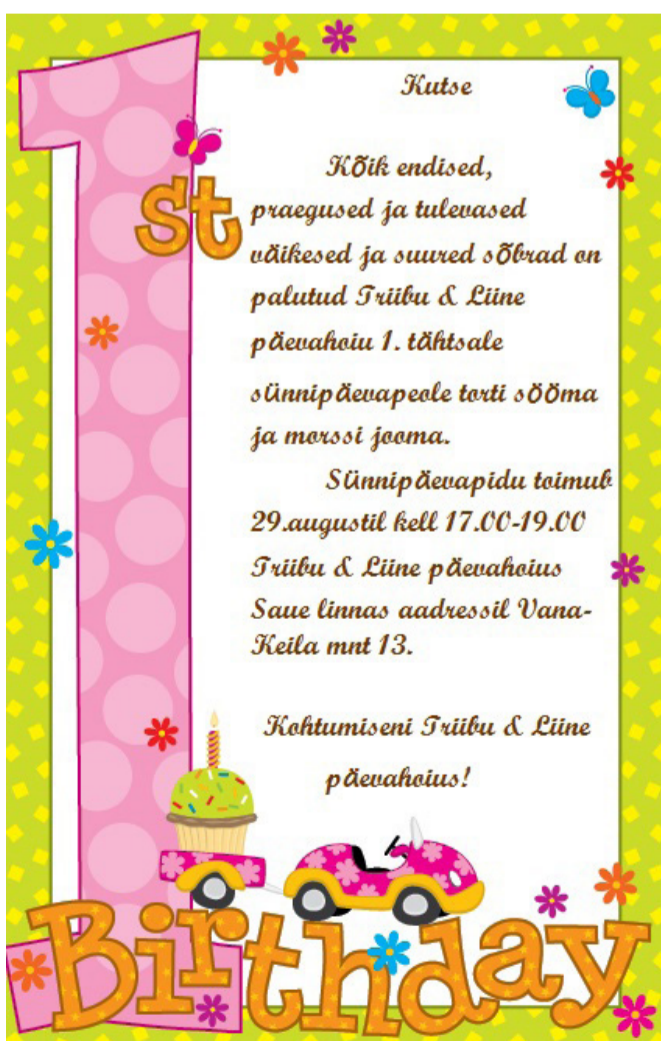 1st
Kutse
Kõik endised,
praegused ja tulevased
väikesed ja suured sõbrad on
palutud Triibu & Liine
päevahoiu 1. tähtsale
sünnipäevapeole torti sööma
ja morssi jooma.
Sünnipäevapidu toimub
29.augustil kell 17.00-19.00
Triibu & Liine päevahoius
Saue linnas aadressil Vana-
Keila mnt 13.
Kohtumiseni Triibu & Liine
päevahoius!
Birthday